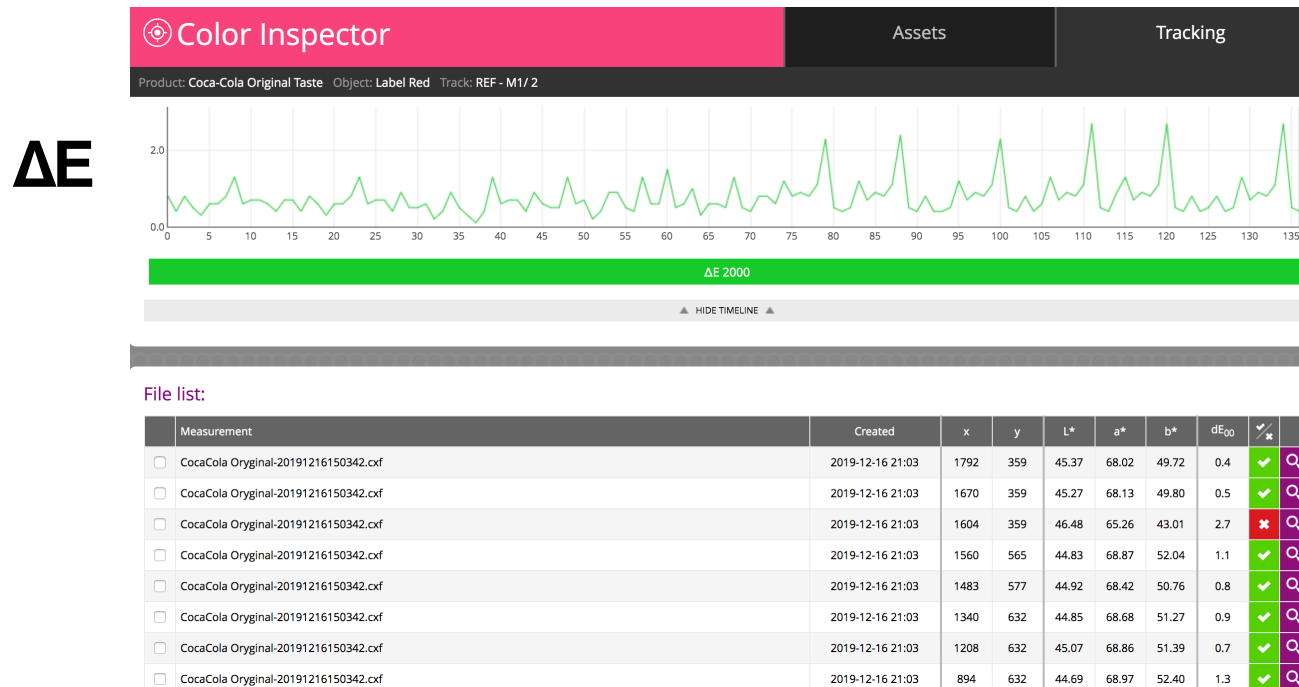 Color Inspector
Assets
Tracking
Product: Coca-Cola Original Taste Object: Label Red Track: REF - M1/ 2
ΔE
2.0
0.0
0 5 10 15 20 25 30 35 40 45 50 55 60 65 70 75 80 85 90 95 100 105 110 115 120 125 130 135
ΔE 2000
HIDE TIMELINE
File list:
Measurement Created x y L* a* b* dE00
CocaCola Oryginal-20191216150342.cxf 2019-12-16 21:03 1792 359 45.37 68.02 49.72 0.4
CocaCola Oryginal-20191216150342.cxf 2019-12-16 21:03 1670 359 45.27 68.13 49.80 0.5
CocaCola Oryginal-20191216150342.cxf 2019-12-16 21:03 1604 359 46.48 65.26 43.01 2.7
CocaCola Oryginal-20191216150342.cxf 2019-12-16 21:03 1560 565 44.83 68.87 52.04 1.1
CocaCola Oryginal-20191216150342.cxf 2019-12-16 21:03 1483 577 44.92 68.42 50.76 0.8
CocaCola Oryginal-20191216150342.cxf 2019-12-16 21:03 1340 632 44.85 68.68 51.27 0.9
CocaCola Oryginal-20191216150342.cxf 2019-12-16 21:03 1208 632 45.07 68.86 51.39 0.7
CocaCola Oryginal-20191216150342.cxf 2019-12-16 21:03 894 632 44.69 68.97 52.40 1.3